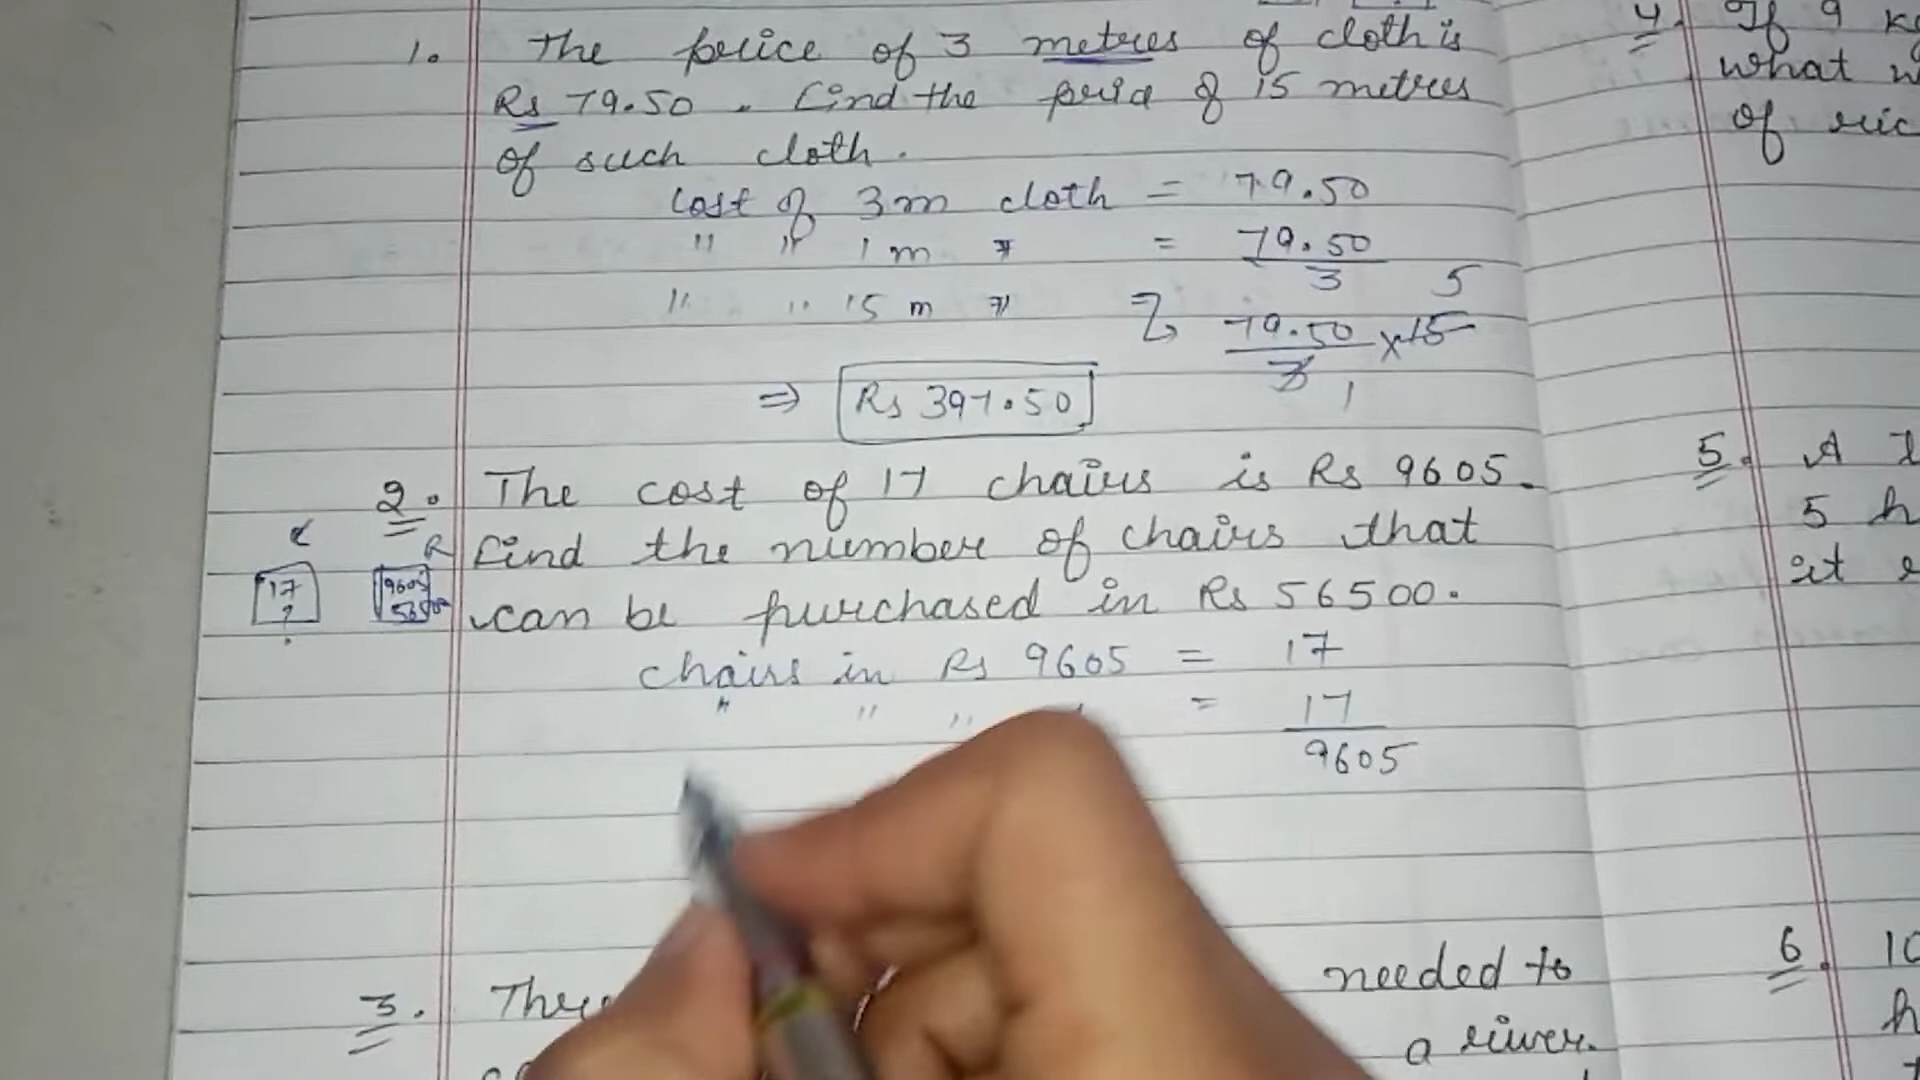 1. The price of 3 metres of cloth is
Rs 79.50. Find the price of 15 metres
of such cloth.
Cost of 3m cloth = 79.50
" " 1 m " = 79.50
3
" " 15 m " ⇒ 79.50 × 15 5
3 1
⇒ Rs 397.50
2. The cost of 17 chairs is Rs 9605.
Find the number of chairs that
can be purchased in Rs 56500.
C R
17 9605
? 56500
chairs in Rs 9605 = 17
" " " 1 = 17
9605
3. needed to
a river.
4. If 9 kg
what
of
5. A
5 h
it
6. 10
h